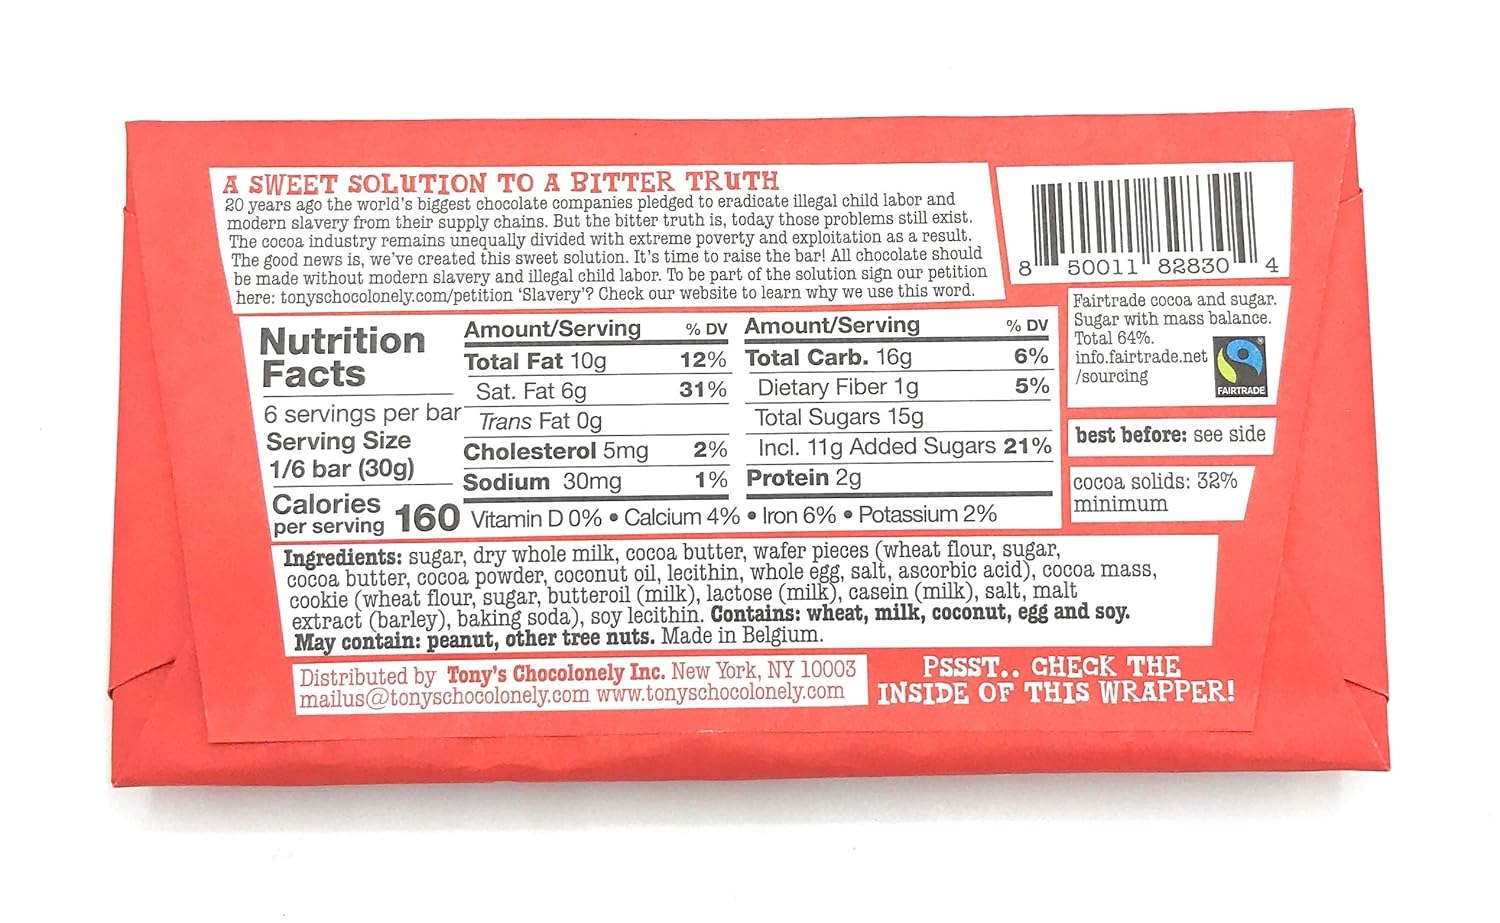 A SWEET SOLUTION TO A BITTER TRUTH
20 years ago the world's biggest chocolate companies pledged to eradicate illegal child labor and
modern slavery from their supply chains. But the bitter truth is, today those problems still exist.
The cocoa industry remains unequally divided with extreme poverty and exploitation as a result.
The good news is, we've created this sweet solution. It's time to raise the bar! All chocolate should
be made without modern slavery and illegal child labor. To be part of the solution sign our petition
here: tonyschocolonely.com/petition 'Slavery'? Check our website to learn why we use this word.
8 50011 82830 4
Nutrition
Facts
6 servings per bar
Serving Size
1/6 bar (30g)
Calories
per serving 160
Amount/Serving % DV
Total Fat 10g 12%
Sat. Fat 6g 31%
Trans Fat 0g
Cholesterol 5mg 2%
Sodium 30mg 1%
Amount/Serving % DV
Total Carb. 16g 6%
Dietary Fiber 1g 5%
Total Sugars 15g
Incl. 11g Added Sugars 21%
Protein 2g
Vitamin D 0% • Calcium 4% • Iron 6% • Potassium 2%
Fairtrade cocoa and sugar.
Sugar with mass balance.
Total 64%.
info.fairtrade.net
/sourcing
FAIRTRADE
best before: see side
cocoa solids: 32%
minimum
Ingredients: sugar, dry whole milk, cocoa butter, wafer pieces (wheat flour, sugar,
cocoa butter, cocoa powder, coconut oil, lecithin, whole egg, salt, ascorbic acid), cocoa mass,
cookie (wheat flour, sugar, butteroil (milk), lactose (milk), casein (milk), salt, malt
extract (barley), baking soda), soy lecithin. Contains: wheat, milk, coconut, egg and soy.
May contain: peanut, other tree nuts. Made in Belgium.
Distributed by Tony's Chocolonely Inc. New York, NY 10003
mailus@tonyschocolonely.com www.tonyschocolonely.com
PSSST.. CHECK THE
INSIDE OF THIS WRAPPER!